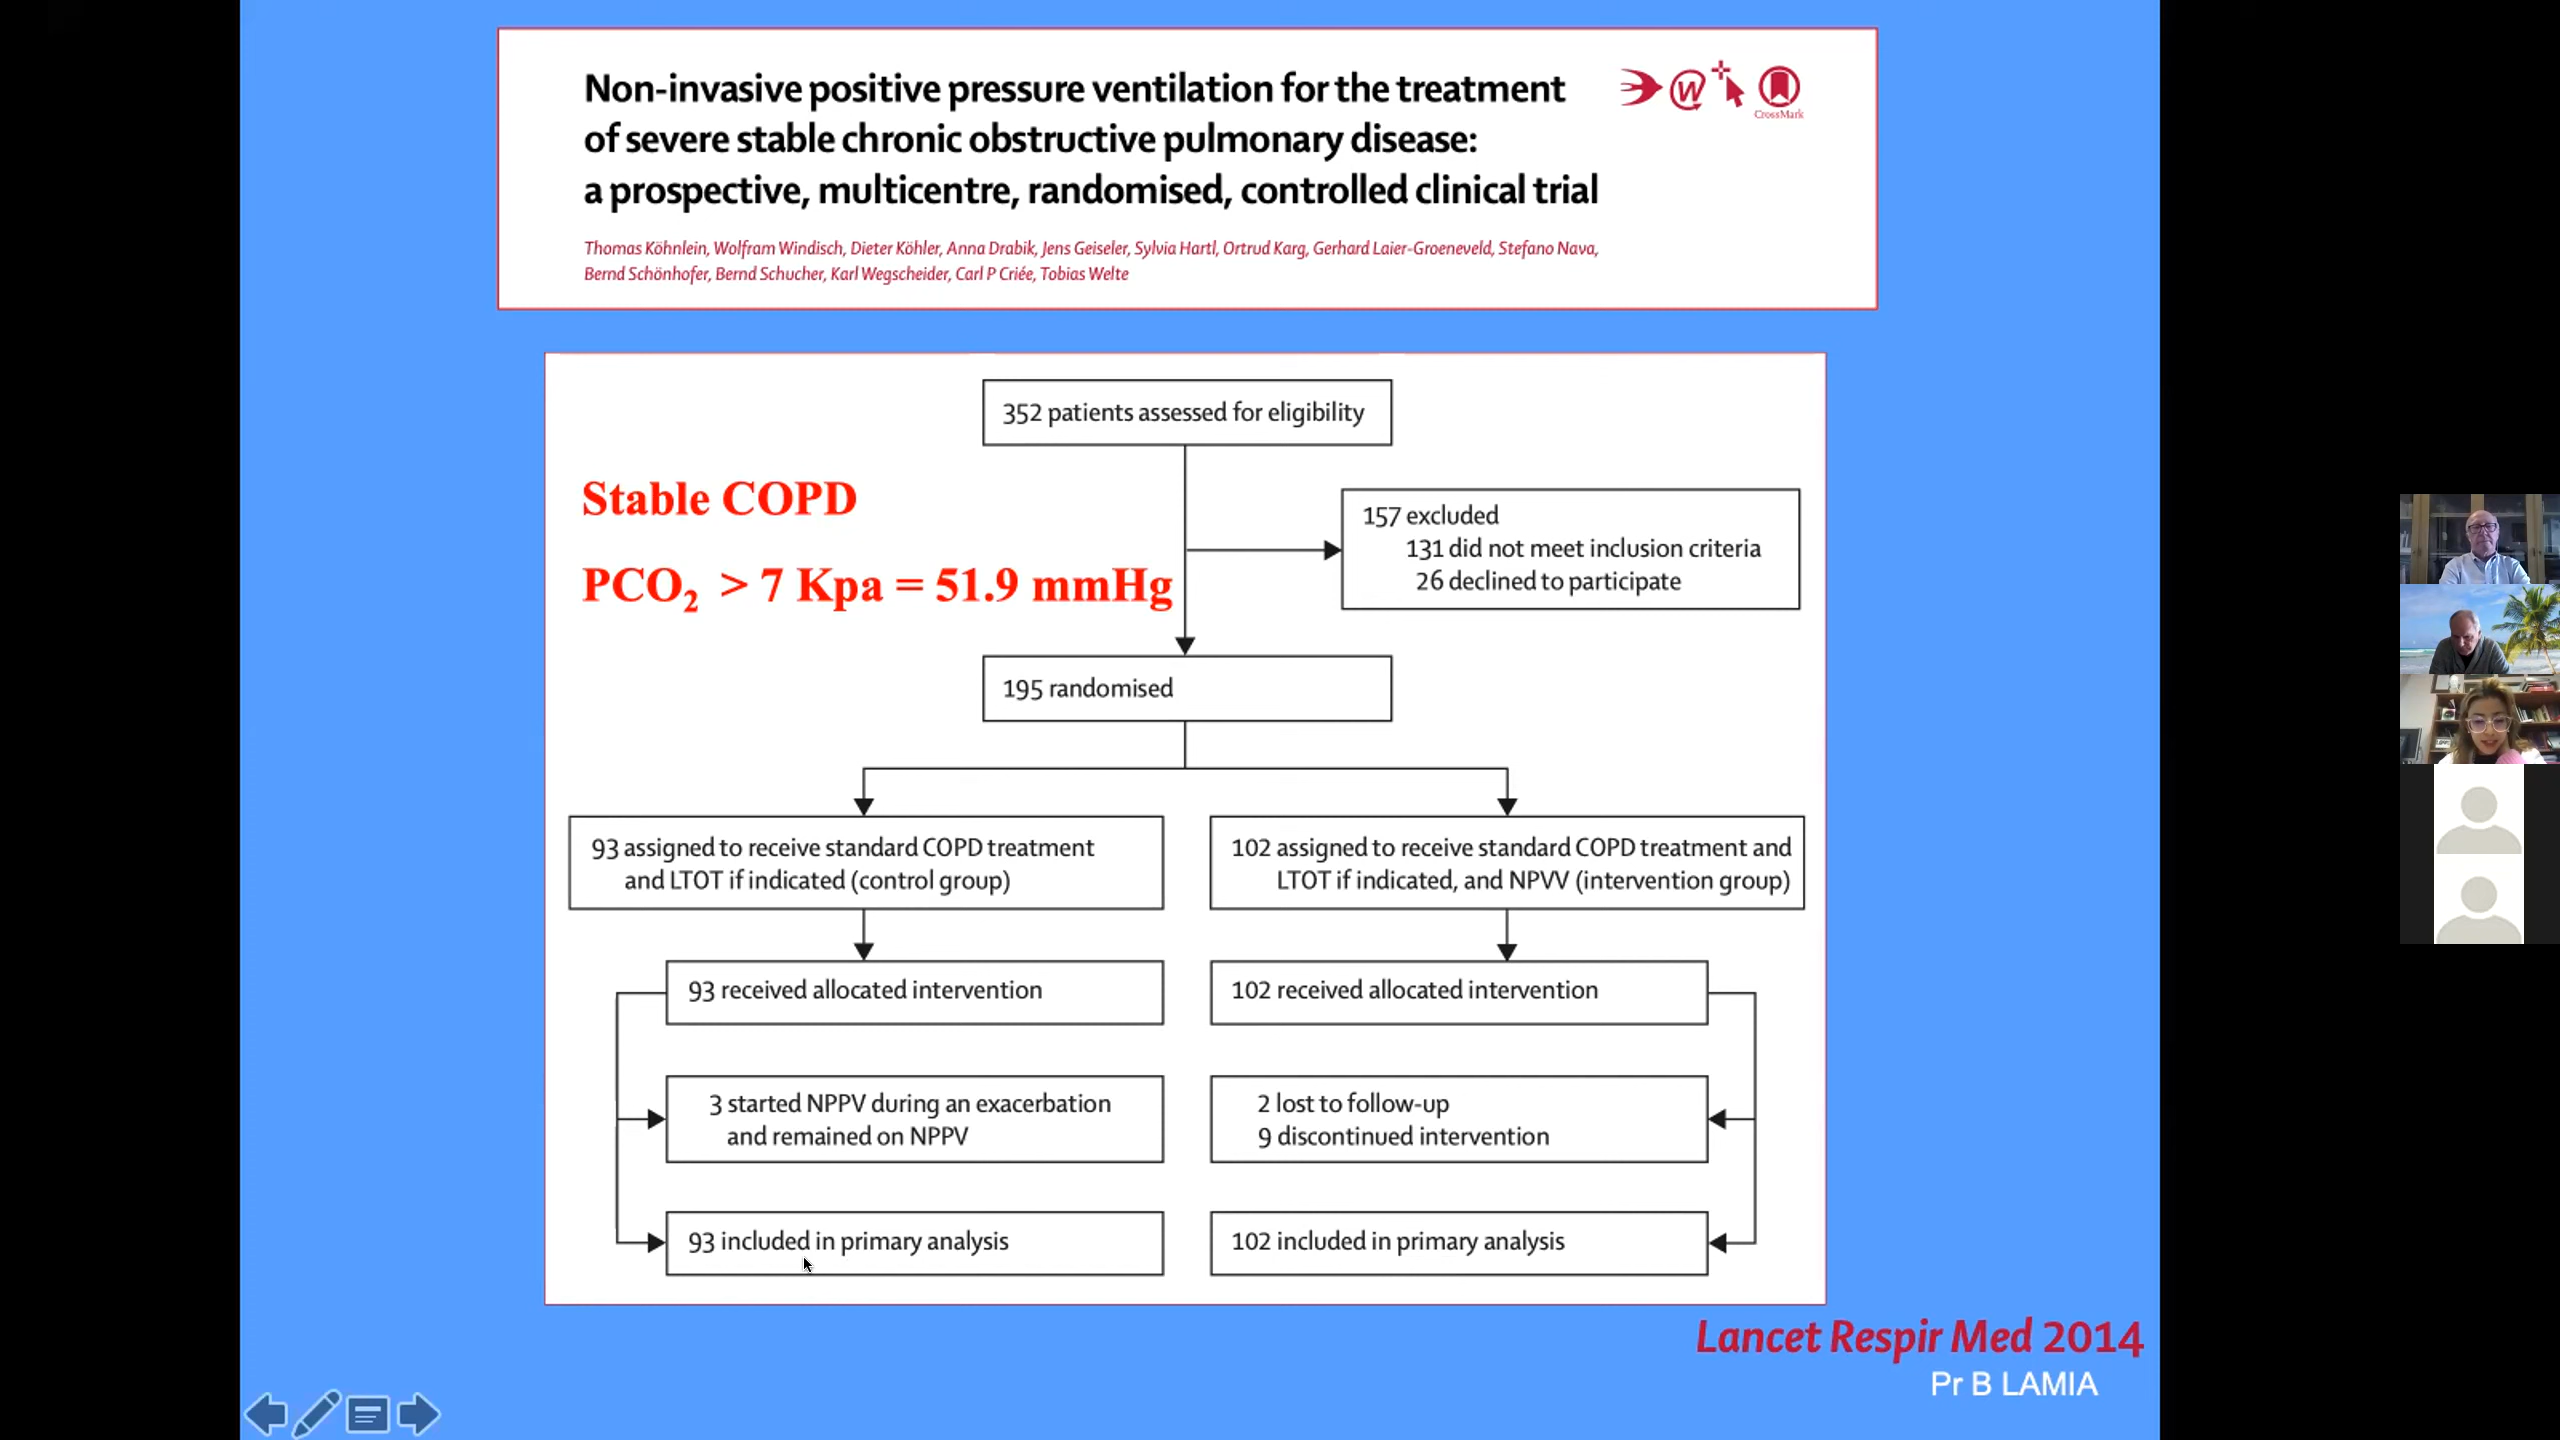 Non-invasive positive pressure ventilation for the treatment
of severe stable chronic obstructive pulmonary disease:
a prospective, multicentre, randomised, controlled clinical trial
CrossMark
Thomas Köhnlein, Wolfram Windisch, Dieter Köhler, Anna Drabik, Jens Geiseler, Sylvia Hartl, Ortrud Karg, Gerhard Laier-Groeneveld, Stefano Nava,
Bernd Schönhofer, Bernd Schucher, Karl Wegscheider, Carl P Criée, Tobias Welte
352 patients assessed for eligibility
Stable COPD
PCO₂ > 7 Kpa = 51.9 mmHg
157 excluded
131 did not meet inclusion criteria
26 declined to participate
195 randomised
93 assigned to receive standard COPD treatment
and LTOT if indicated (control group)
102 assigned to receive standard COPD treatment and
LTOT if indicated, and NPVV (intervention group)
93 received allocated intervention
102 received allocated intervention
3 started NPPV during an exacerbation
and remained on NPPV
2 lost to follow-up
9 discontinued intervention
93 included in primary analysis
102 included in primary analysis
Lancet Respir Med 2014
Pr B LAMIA